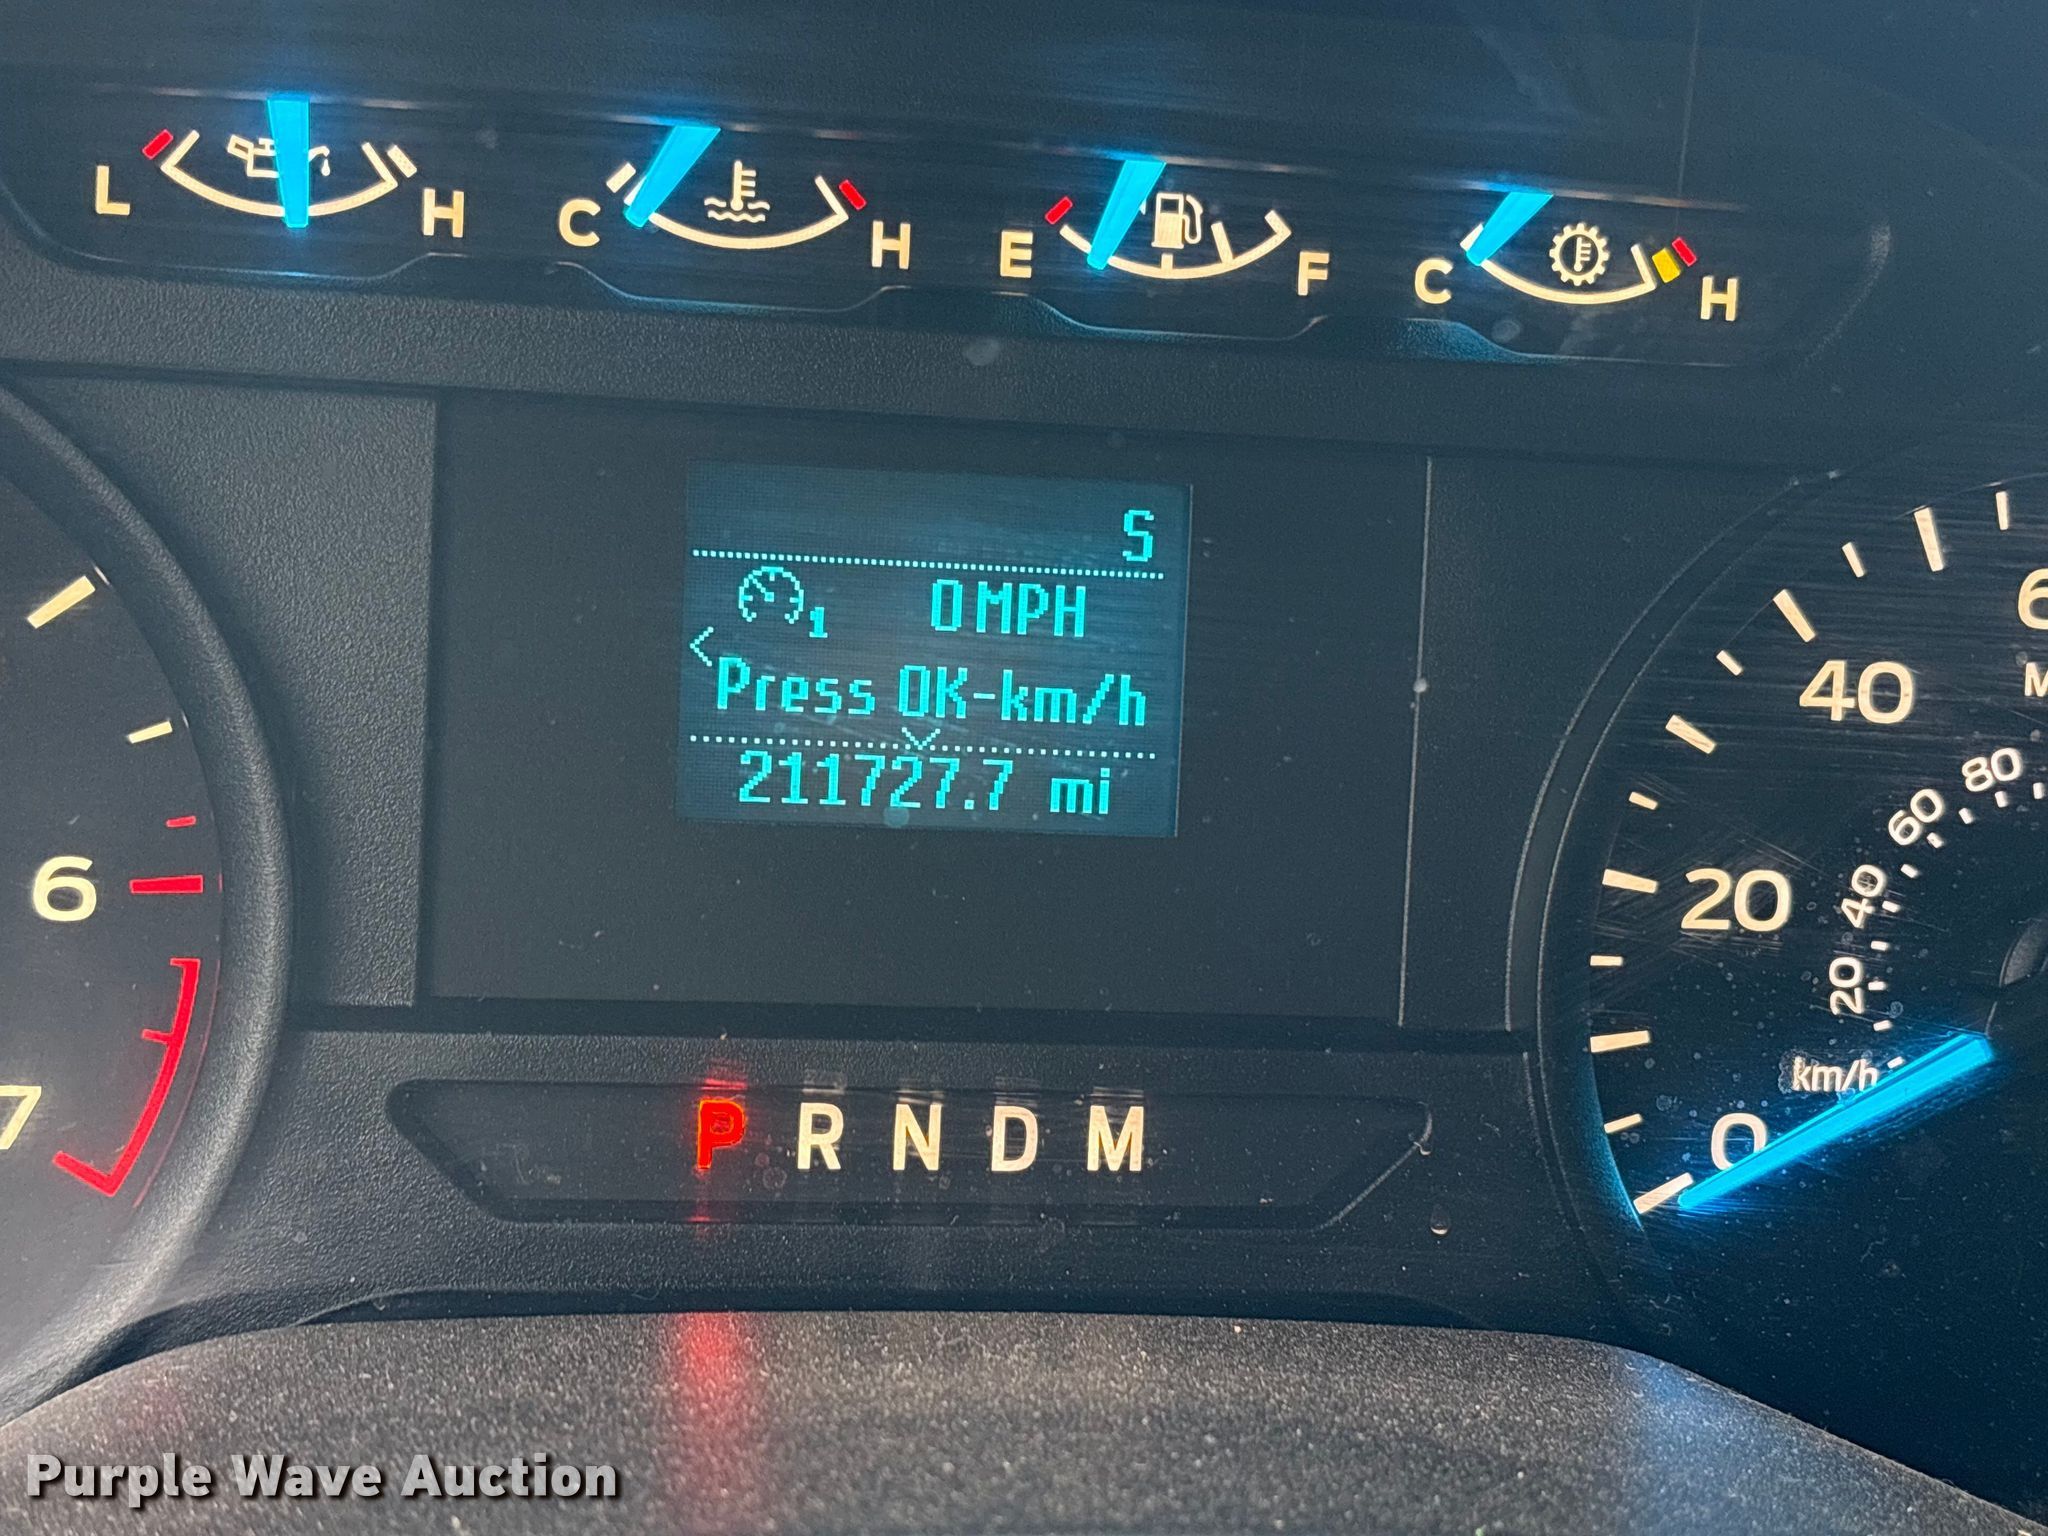 L H C H E F C H
S
1 0 MPH
Press OK-km/h
211727.7 mi
40
80
60
6
20
40
20
km/h
7
P R N D M
0
Purple Wave Auction